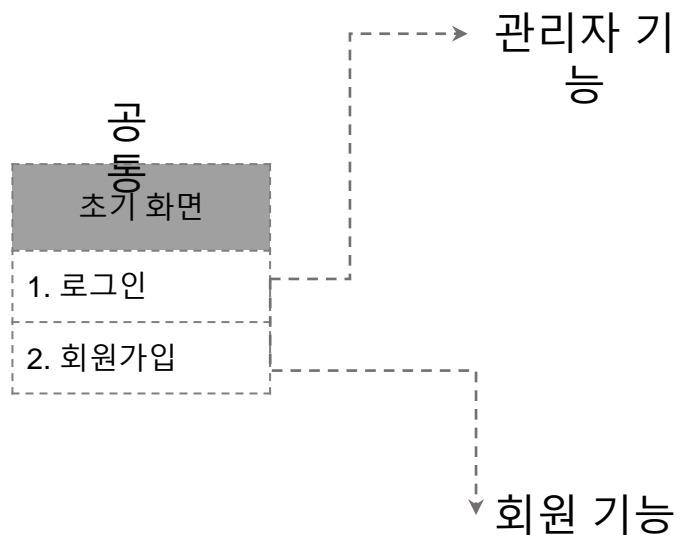 관리자 기
능
공
통
초기 화면
1. 로그인
2. 회원가입
회원 기능